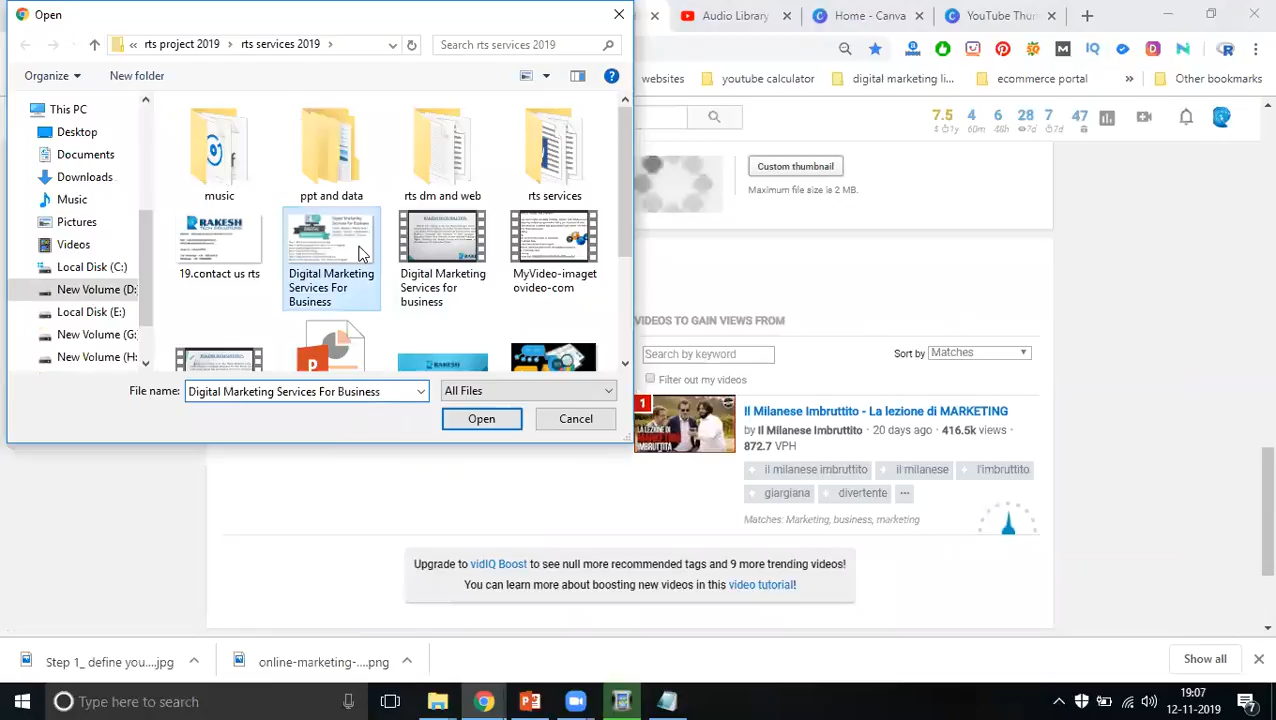 Open
Audio Library
Home - Canva
YouTube Thur
rts project 2019
rts services 2019
Search rts services 2019
websites
youtube calculator
digital marketing li...
ecommerce portal
Other bookmarks
Organize
New folder
This PC
Desktop
Documents
Downloads
Music
Pictures
Videos
Local Disk (C:)
New Volume (D:
Local Disk (E:)
New Volume (G:
New Volume (H:
music
ppt and data
rts dm and web
rts services
19.contact us rts
Digital Marketing
Services For
Business
Digital Marketing
Services for
business
MyVideo-imaget
ovideo-com
RAKESH
File name:
Digital Marketing Services For Business
All Files
Open
Cancel
7.5
4
6
28
7
47
1y
60m
48h
7d
7d
Custom thumbnail
Maximum file size is 2 MB.
VIDEOS TO GAIN VIEWS FROM
Search by keyword
Sort by
Matches
Filter out my videos
1
Il Milanese Imbruttito - La lezione di MARKETING
by Il Milanese Imbruttito · 20 days ago · 416.5k views ·
872.7 VPH
il milanese imbruttito
il milanese
l'imbruttito
giargiana
divertente
Matches: Marketing, business, marketing
Upgrade to vidIQ Boost to see null more recommended tags and 9 more trending videos!
You can learn more about boosting new videos in this video tutorial!
Step 1_ define you....jpg
online-marketing-....png
Show all
Type here to search
19:07
12-11-2019